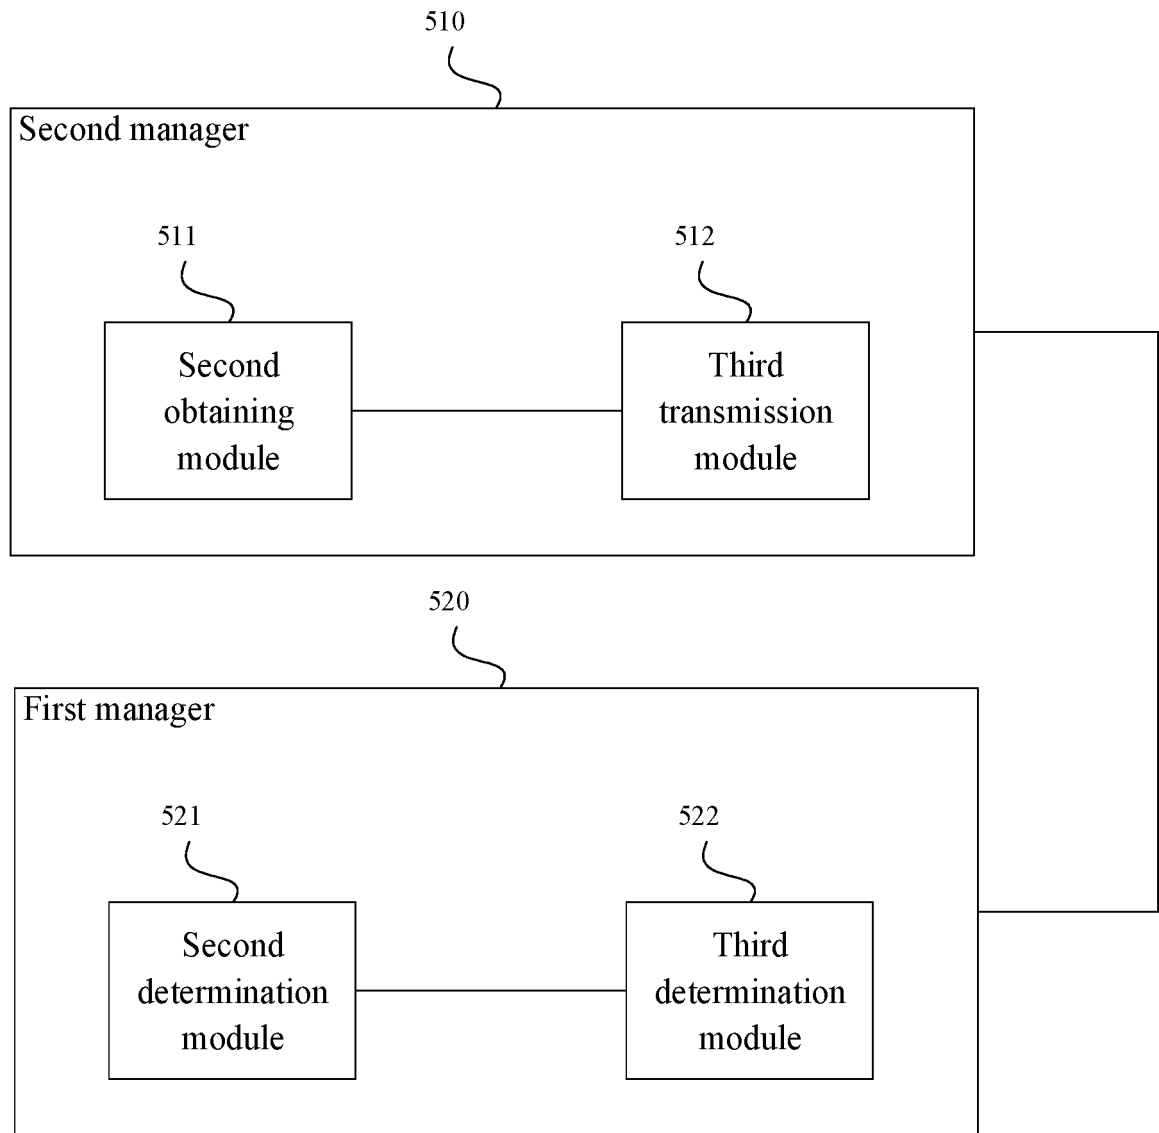 510
Second manager
511
512
Second
obtaining
module
Third
transmission
module
520
First manager
521
522
Second
determination
module
Third
determination
module